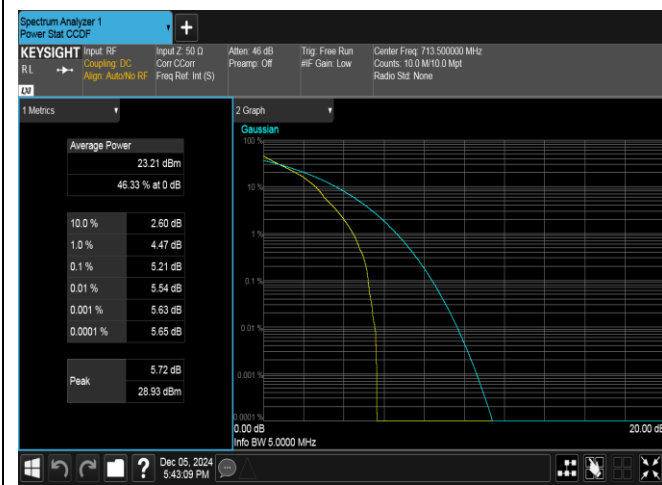 Spectrum Analyzer 1
Power Stat CCDF
+
KEYSIGHT Input: RF Input Z: 50 Ω Atten: 46 dB Trig: Free Run Center Freq: 713.500000 MHz
RL Coupling: DC Corr CCorr Preamp: Off #IF Gain: Low Counts: 10.0 M/10.0 Mpt
Align: Auto/No RF Freq Ref: Int (S) Radio Std: None
LXI
1 Metrics
Average Power
23.21 dBm
46.33 % at 0 dB
10.0 % 2.60 dB
1.0 % 4.47 dB
0.1 % 5.21 dB
0.01 % 5.54 dB
0.001 % 5.63 dB
0.0001 % 5.65 dB
Peak 5.72 dB
28.93 dBm
2 Graph
Gaussian
100 %
10 %
1 %
0.1 %
0.01 %
0.001 %
0.0001 %
0.00 dB 20.00 dB
Info BW 5.0000 MHz
? Dec 05, 2024
5:43:09 PM